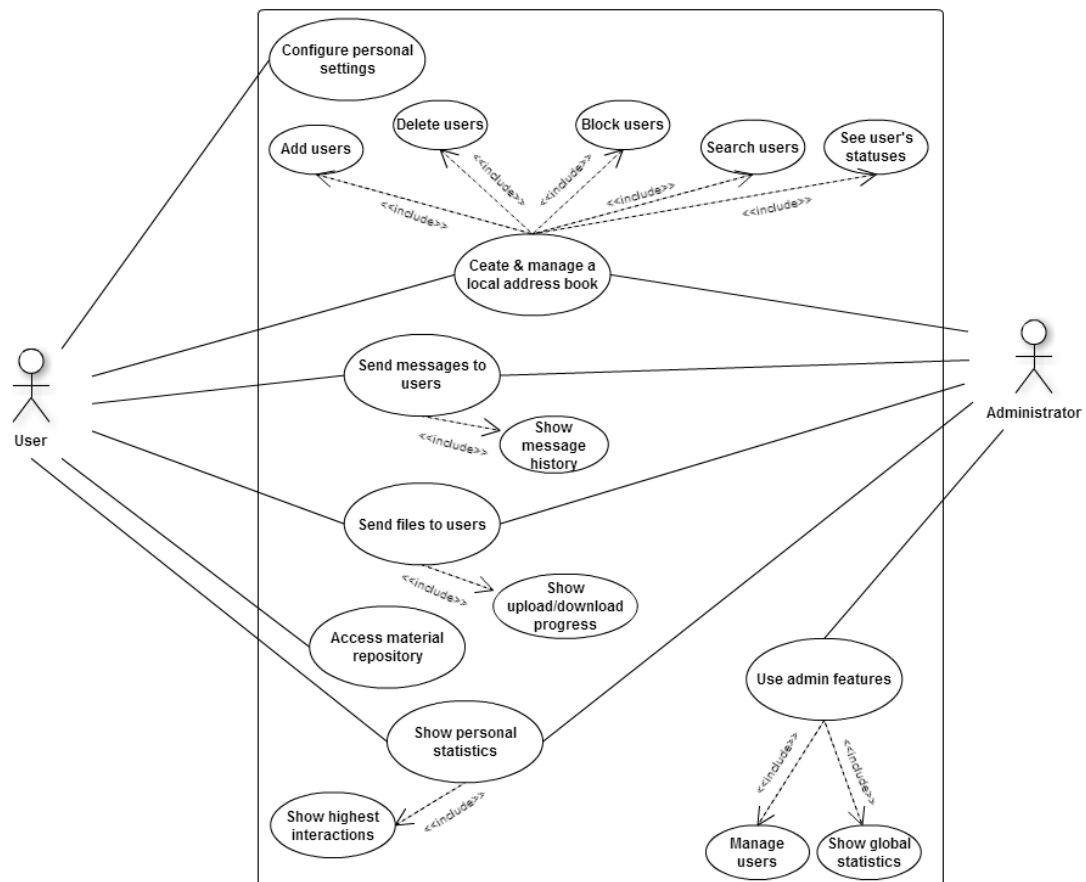 Configure personal
settings
Delete users
Block users
Add users
Search users
See user's
statuses
<<include>>
<<include>>
<<include>>
<<include>>
<<include>>
Ceate & manage a
local address book
Send messages to
users
User
Administrator
<<include>>
Show
message
history
Send files to users
<<include>>
Show
upload/download
progress
Access material
repository
Use admin features
Show personal
statistics
<<include>>
<<include>>
<<include>>
Show highest
interactions
Manage
users
Show global
statistics